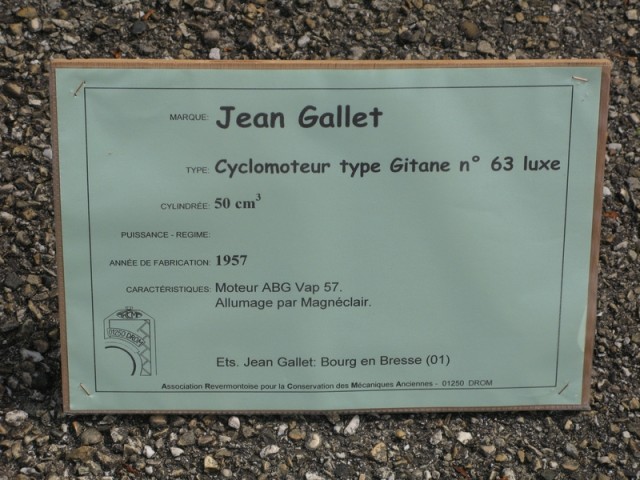 MARQUE: Jean Gallet
TYPE: Cyclomoteur type Gitane n° 63 luxe
CYLINDRÉE: 50 cm³
PUISSANCE - REGIME:
ANNÉE DE FABRICATION: 1957
CARACTÉRISTIQUES: Moteur ABG Vap 57.
Allumage par Magnéclair.
01250 DROM
Ets. Jean Gallet: Bourg en Bresse (01)
Association Revermontoise pour la Conservation des Mécaniques Anciennes - 01250 DROM